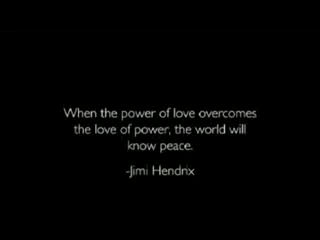 When the power of love overcomes
the love of power, the world will
know peace.
-Jimi Hendrix